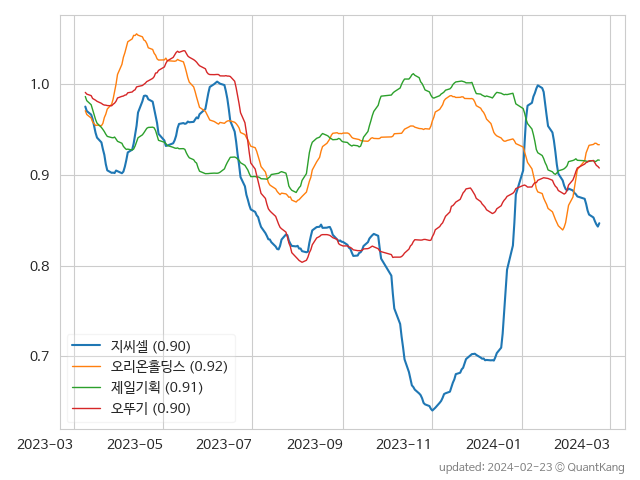 1.0
0.9
0.8
0.7
지씨셀 (0.90)
오리온홀딩스 (0.92)
제일기획 (0.91)
오뚜기 (0.90)
2023-03 2023-05 2023-07 2023-09 2023-11 2024-01 2024-03
updated: 2024-02-23 © QuantKang